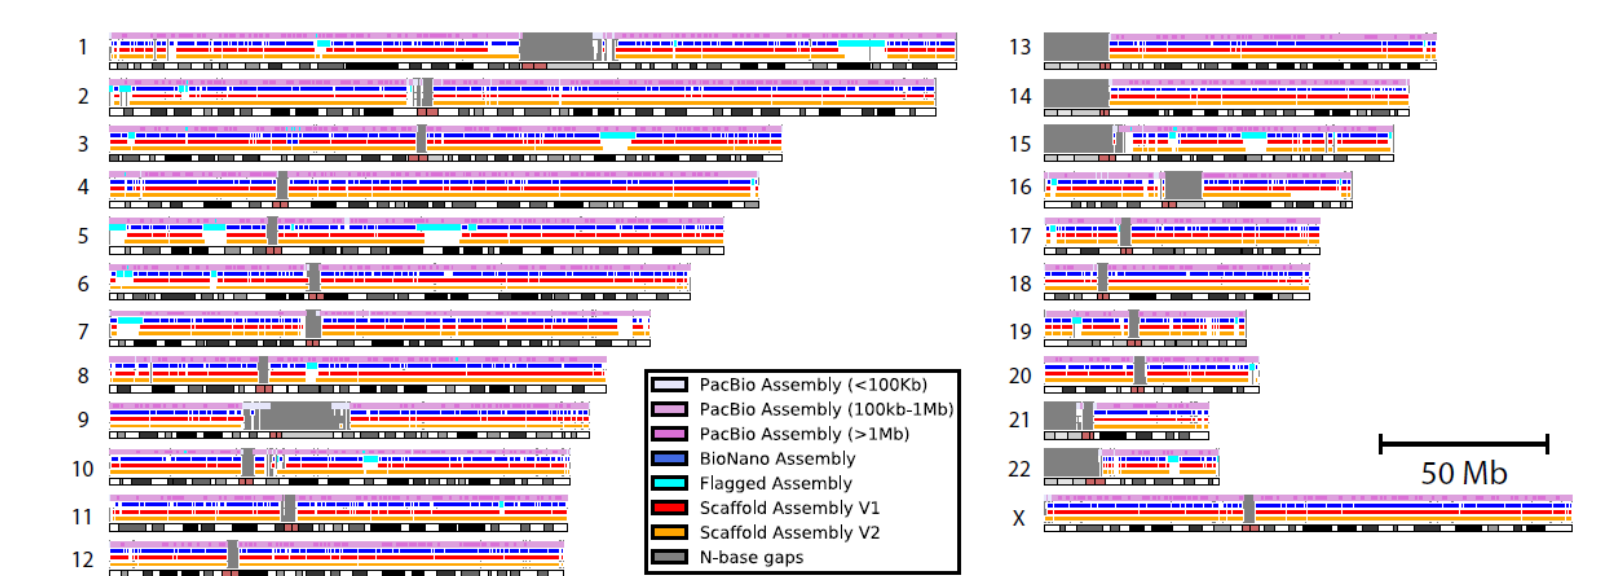 1
2
3
4
5
6
7
8
9
10
11
12
PacBio Assembly (<100Kb)
PacBio Assembly (100kb-1Mb)
PacBio Assembly (>1Mb)
BioNano Assembly
Flagged Assembly
Scaffold Assembly V1
Scaffold Assembly V2
N-base gaps
13
14
15
16
17
18
19
20
21
22
X
50 Mb